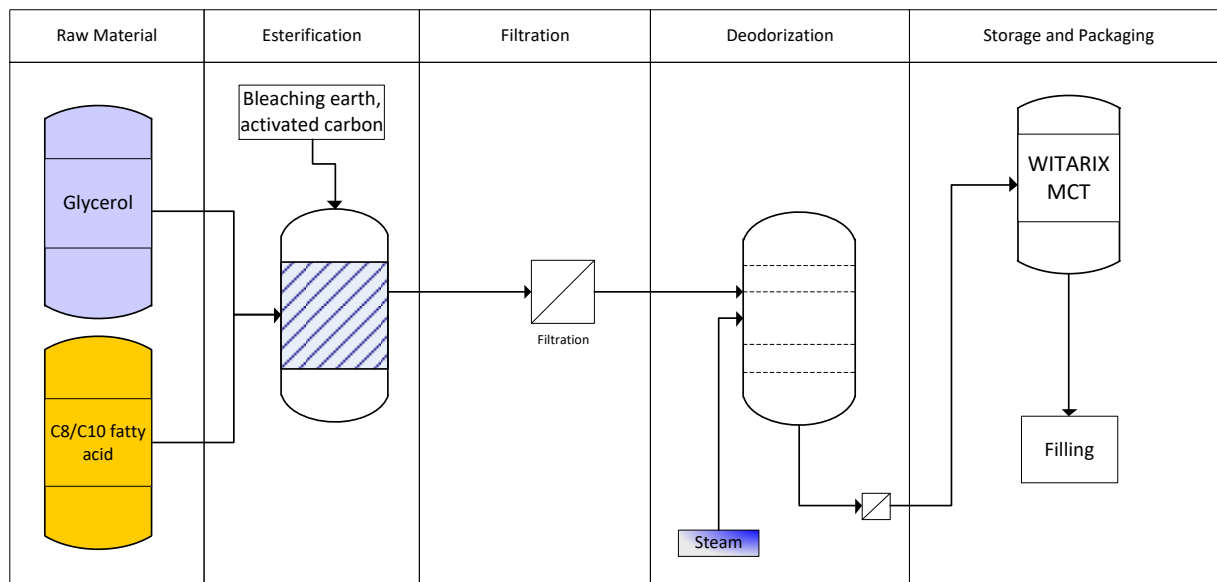 Raw Material
Esterification
Filtration
Deodorization
Storage and Packaging
Bleaching earth,
activated carbon
Glycerol
C8/C10 fatty
acid
Filtration
Steam
WITARIX
MCT
Filling